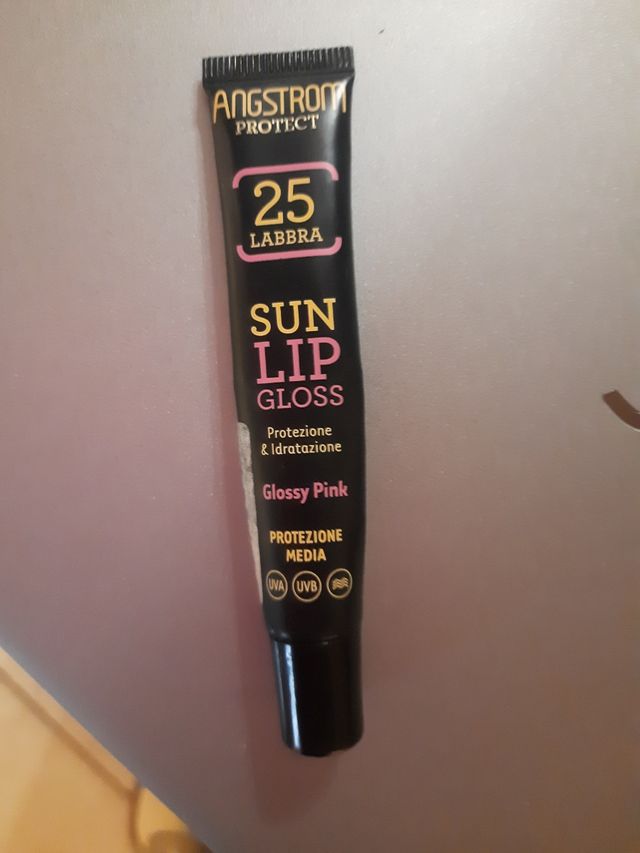 ANGSTROM
PROTECT
25
LABBRA
SUN
LIP
GLOSS
Protezione
& Idratazione
Glossy Pink
PROTEZIONE
MEDIA
UVA UVB